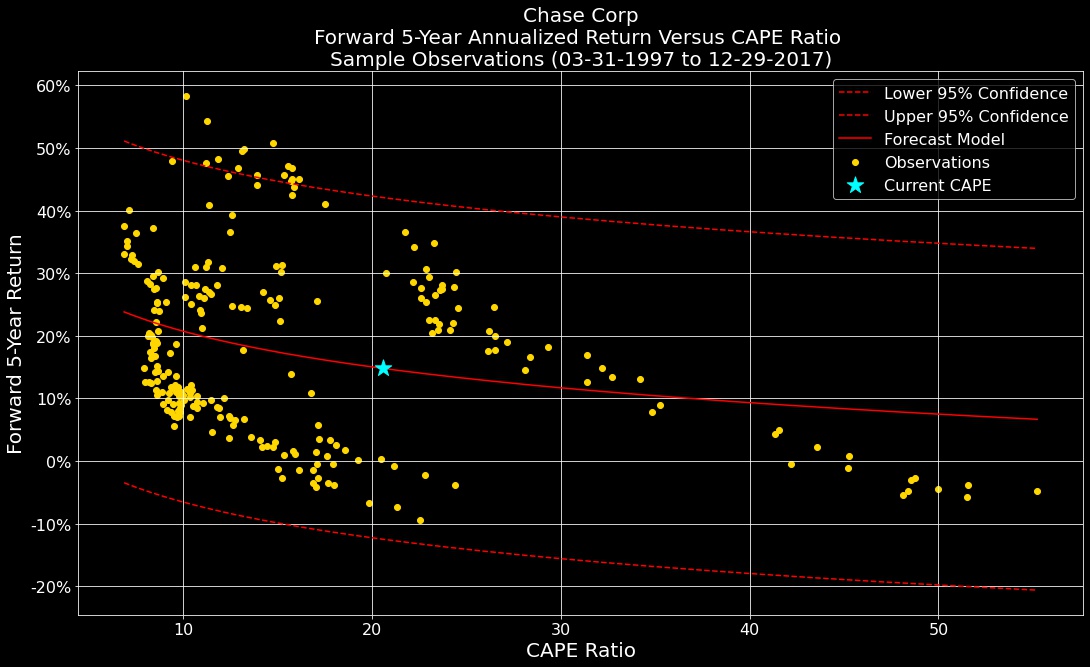 Chase Corp
Forward 5-Year Annualized Return Versus CAPE Ratio
Sample Observations (03-31-1997 to 12-29-2017)
Lower 95% Confidence
Upper 95% Confidence
Forecast Model
Observations
Current CAPE
Forward 5-Year Return
60%
50%
40%
30%
20%
10%
0%
-10%
-20%
10 20 30 40 50
CAPE Ratio